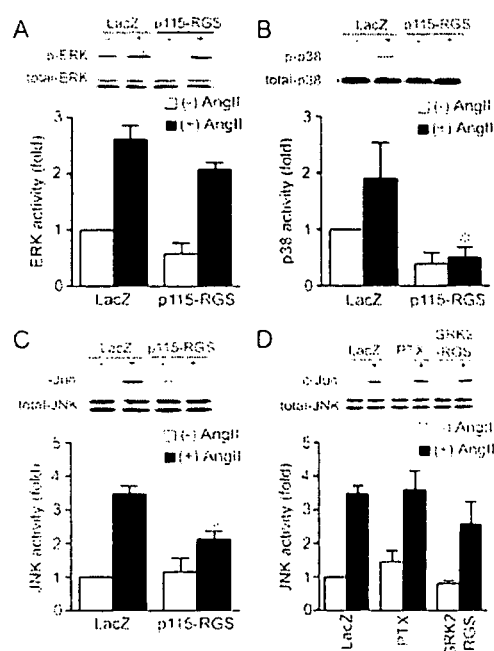 A
LacZ p115-RGS
- + - +
p-ERK
total-ERK
(-) AngII
(+) AngII
ERK activity (fold)
3
2
1
0
LacZ p115-RGS
B
LacZ p115-RGS
- + - +
p-p38
total-p38
(-) AngII
(+) AngII
p38 activity (fold)
3
2
1
0
LacZ p115-RGS
C
LacZ p115-RGS
- + - +
-Jun
total-JNK
(-) AngII
(+) AngII
JNK activity (fold)
5
4
3
2
1
0
LacZ p115-RGS
D
LacZ PTX GRK2
-RGS
- + - + - +
c-Jun
total-JNK
(-) AngII
(+) AngII
JNK activity (fold)
5
4
3
2
1
0
LacZ
PTX
GRK2
RGS